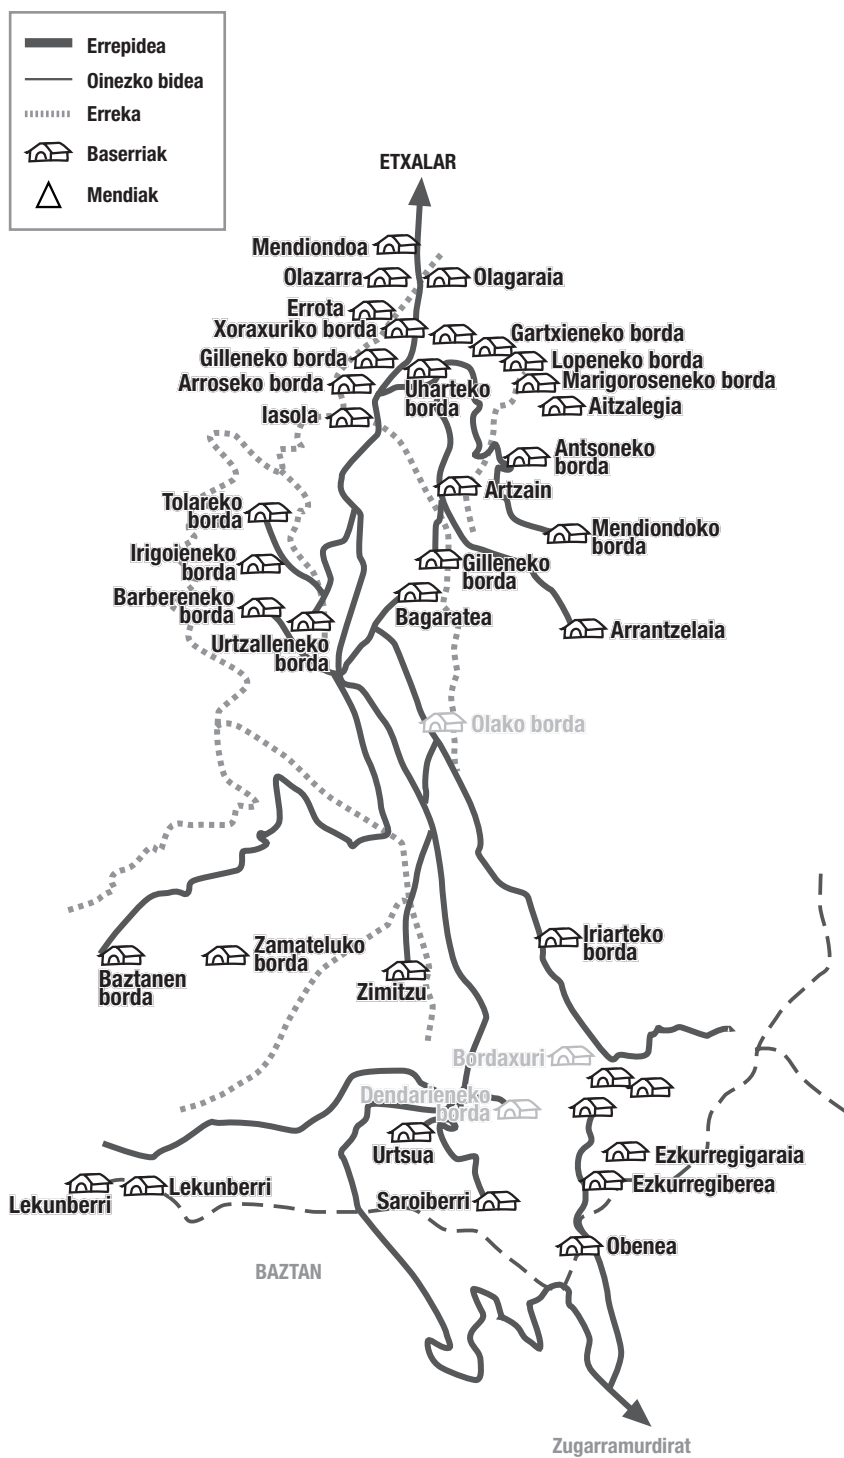 Errepidea
Oinezko bidea
Erreka
Baserriak
Mendiak
ETXALAR
Mendiondoa
Olazarra
Olagaraia
Errota
Xoraxuriko borda
Gartxieneko borda
Gilleneko borda
Lopeneko borda
Arroseko borda
Marigoroseneko borda
Uharteko
borda
Iasola
Aitzalegia
Antsoneko
borda
Artzain
Tolareko
borda
Mendiondoko
borda
Irigoieneko
borda
Gilleneko
borda
Barbereneko
borda
Bagaratea
Arrantzelaia
Urtzalleneko
borda
Olako borda
Iriarteko
borda
Zamateluko
borda
Baztanen
borda
Zimitzu
Bordaxuri
Dendarieneko
borda
Urtsua
Ezkurregigaraia
Lekunberri
Lekunberri
Ezkurregiberea
Saroiberri
Obenea
BAZTAN
Zugarramurdirat